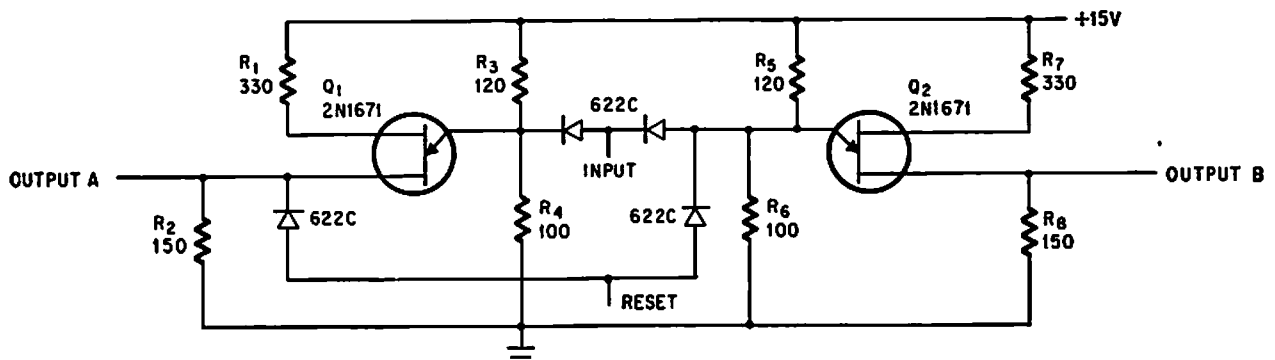 +15V
R1
330
Q1
2N1671
R3
120
622C
R5
120
Q2
2N1671
R7
330
INPUT
OUTPUT A
OUTPUT B
R2
150
622C
R4
100
622C
R6
100
R8
150
RESET